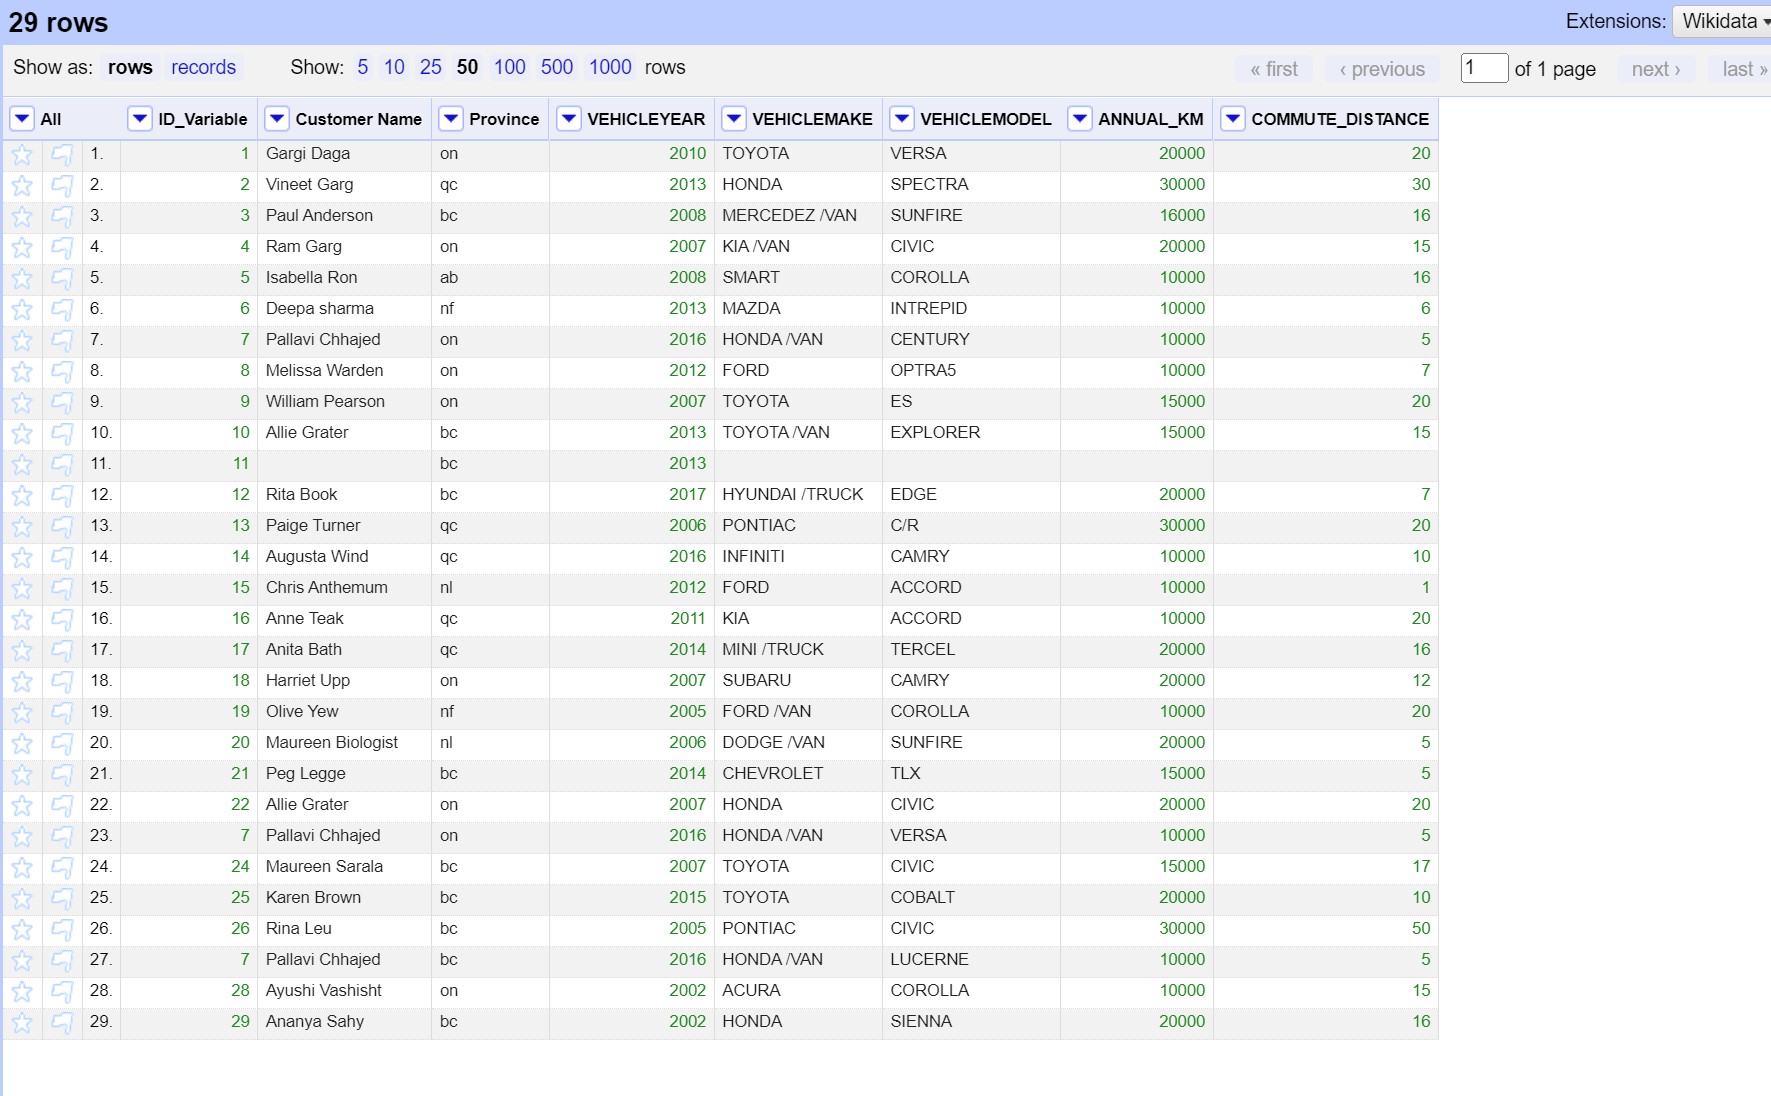 29 rows Extensions: Wikidata
Show as: rows records Show: 5 10 25 50 100 500 1000 rows « first ‹ previous 1 of 1 page next › last »
All ID_Variable Customer Name Province VEHICLEYEAR VEHICLEMAKE VEHICLEMODEL ANNUAL_KM COMMUTE_DISTANCE
1. 1 Gargi Daga on 2010 TOYOTA VERSA 20000 20
2. 2 Vineet Garg qc 2013 HONDA SPECTRA 30000 30
3. 3 Paul Anderson bc 2008 MERCEDEZ /VAN SUNFIRE 16000 16
4. 4 Ram Garg on 2007 KIA /VAN CIVIC 20000 15
5. 5 Isabella Ron ab 2008 SMART COROLLA 10000 16
6. 6 Deepa sharma nf 2013 MAZDA INTREPID 10000 6
7. 7 Pallavi Chhajed on 2016 HONDA /VAN CENTURY 10000 5
8. 8 Melissa Warden on 2012 FORD OPTRA5 10000 7
9. 9 William Pearson on 2007 TOYOTA ES 15000 20
10. 10 Allie Grater bc 2013 TOYOTA /VAN EXPLORER 15000 15
11. 11 bc 2013
12. 12 Rita Book bc 2017 HYUNDAI /TRUCK EDGE 20000 7
13. 13 Paige Turner qc 2006 PONTIAC C/R 30000 20
14. 14 Augusta Wind qc 2016 INFINITI CAMRY 10000 10
15. 15 Chris Anthemum nl 2012 FORD ACCORD 10000 1
16. 16 Anne Teak qc 2011 KIA ACCORD 10000 20
17. 17 Anita Bath qc 2014 MINI /TRUCK TERCEL 20000 16
18. 18 Harriet Upp on 2007 SUBARU CAMRY 20000 12
19. 19 Olive Yew nf 2005 FORD /VAN COROLLA 10000 20
20. 20 Maureen Biologist nl 2006 DODGE /VAN SUNFIRE 20000 5
21. 21 Peg Legge bc 2014 CHEVROLET TLX 15000 5
22. 22 Allie Grater on 2007 HONDA CIVIC 20000 20
23. 7 Pallavi Chhajed on 2016 HONDA /VAN VERSA 10000 5
24. 24 Maureen Sarala bc 2007 TOYOTA CIVIC 15000 17
25. 25 Karen Brown bc 2015 TOYOTA COBALT 20000 10
26. 26 Rina Leu bc 2005 PONTIAC CIVIC 30000 50
27. 7 Pallavi Chhajed bc 2016 HONDA /VAN LUCERNE 10000 5
28. 28 Ayushi Vashisht on 2002 ACURA COROLLA 10000 15
29. 29 Ananya Sahy bc 2002 HONDA SIENNA 20000 16